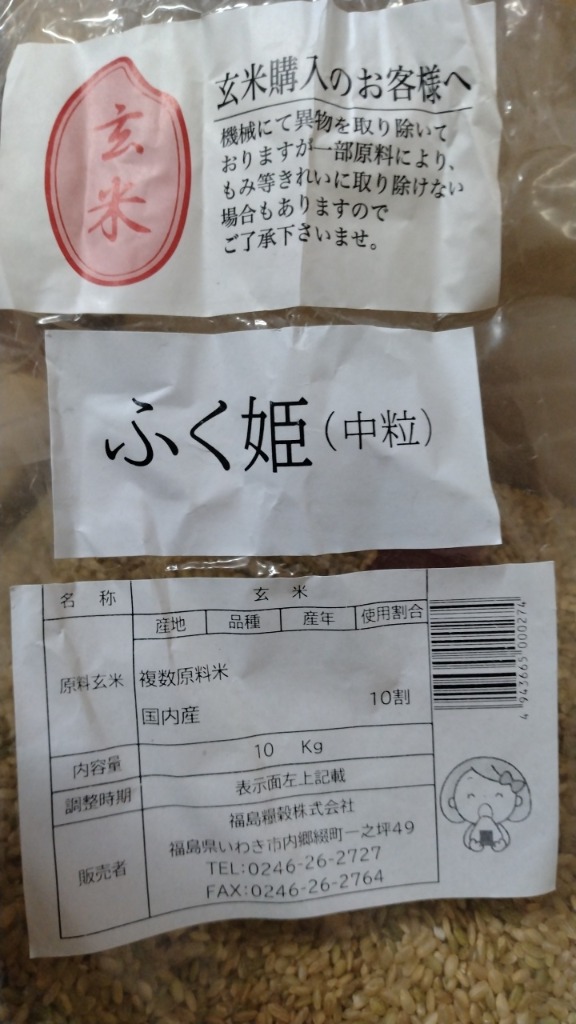 玄米
玄米購入のお客様へ
機械にて異物を取り除いて
おりますが一部原料により、
もみ等きれいに取り除けない
場合もありますので
ご了承下さいませ。
ふく姫(中粒)
名 称 玄 米
原料玄米 産地 品種 産年 使用割合
複数原料米
国内産 10割
内容量 10 Kg
調整時期 表示面左上記載
販売者 福島糧穀株式会社
福島県いわき市内郷綴町一之坪49
TEL:0246-26-2727
FAX:0246-26-2764
4 943665 000274